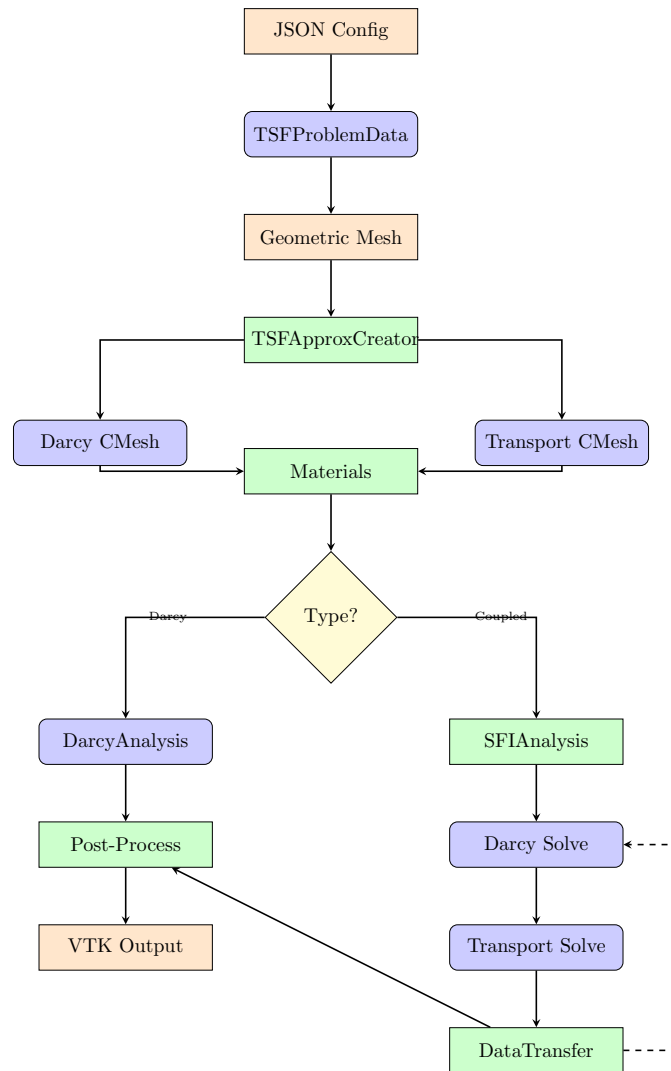 JSON Config
TSFProblemData
Geometric Mesh
TSFApproxCreator
Darcy CMesh
Transport CMesh
Materials
Type?
Darcy
Coupled
DarcyAnalysis
SFIAnalysis
Post-Process
Darcy Solve
VTK Output
Transport Solve
DataTransfer